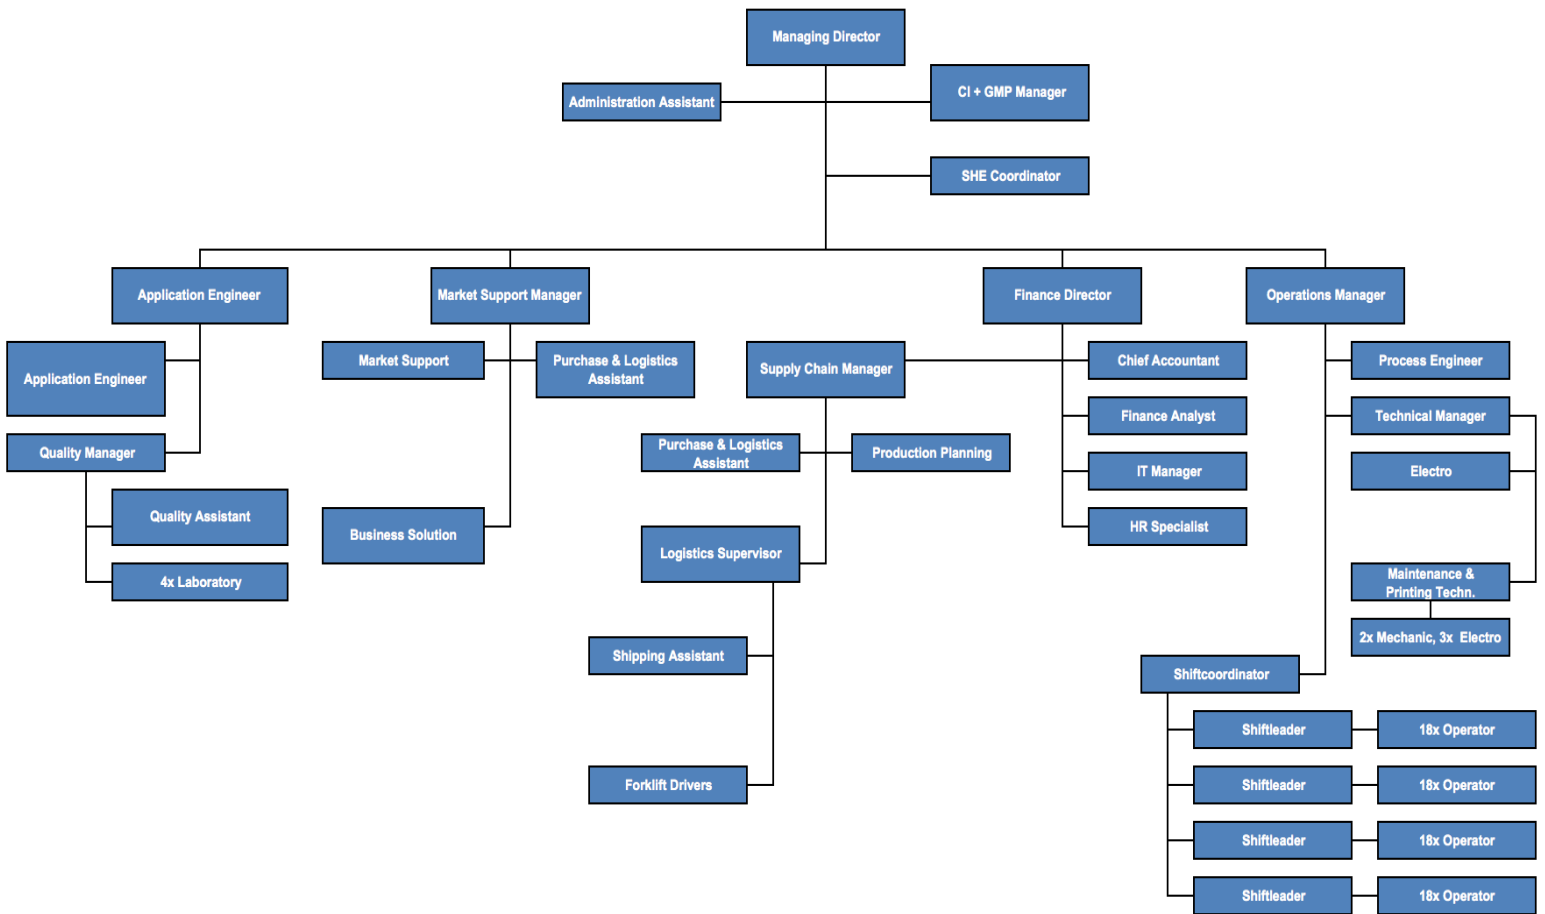 Managing Director
Administration Assistant
CI + GMP Manager
SHE Coordinator
Application Engineer
Market Support Manager
Finance Director
Operations Manager
Application Engineer
Quality Manager
Quality Assistant
4x Laboratory
Market Support
Purchase & Logistics
Assistant
Business Solution
Supply Chain Manager
Purchase & Logistics
Assistant
Production Planning
Logistics Supervisor
Shipping Assistant
Forklift Drivers
Chief Accountant
Finance Analyst
IT Manager
HR Specialist
Process Engineer
Technical Manager
Electro
Maintenance &
Printing Techn.
2x Mechanic, 3x  Electro
Shiftcoordinator
Shiftleader
18x Operator
Shiftleader
18x Operator
Shiftleader
18x Operator
Shiftleader
18x Operator